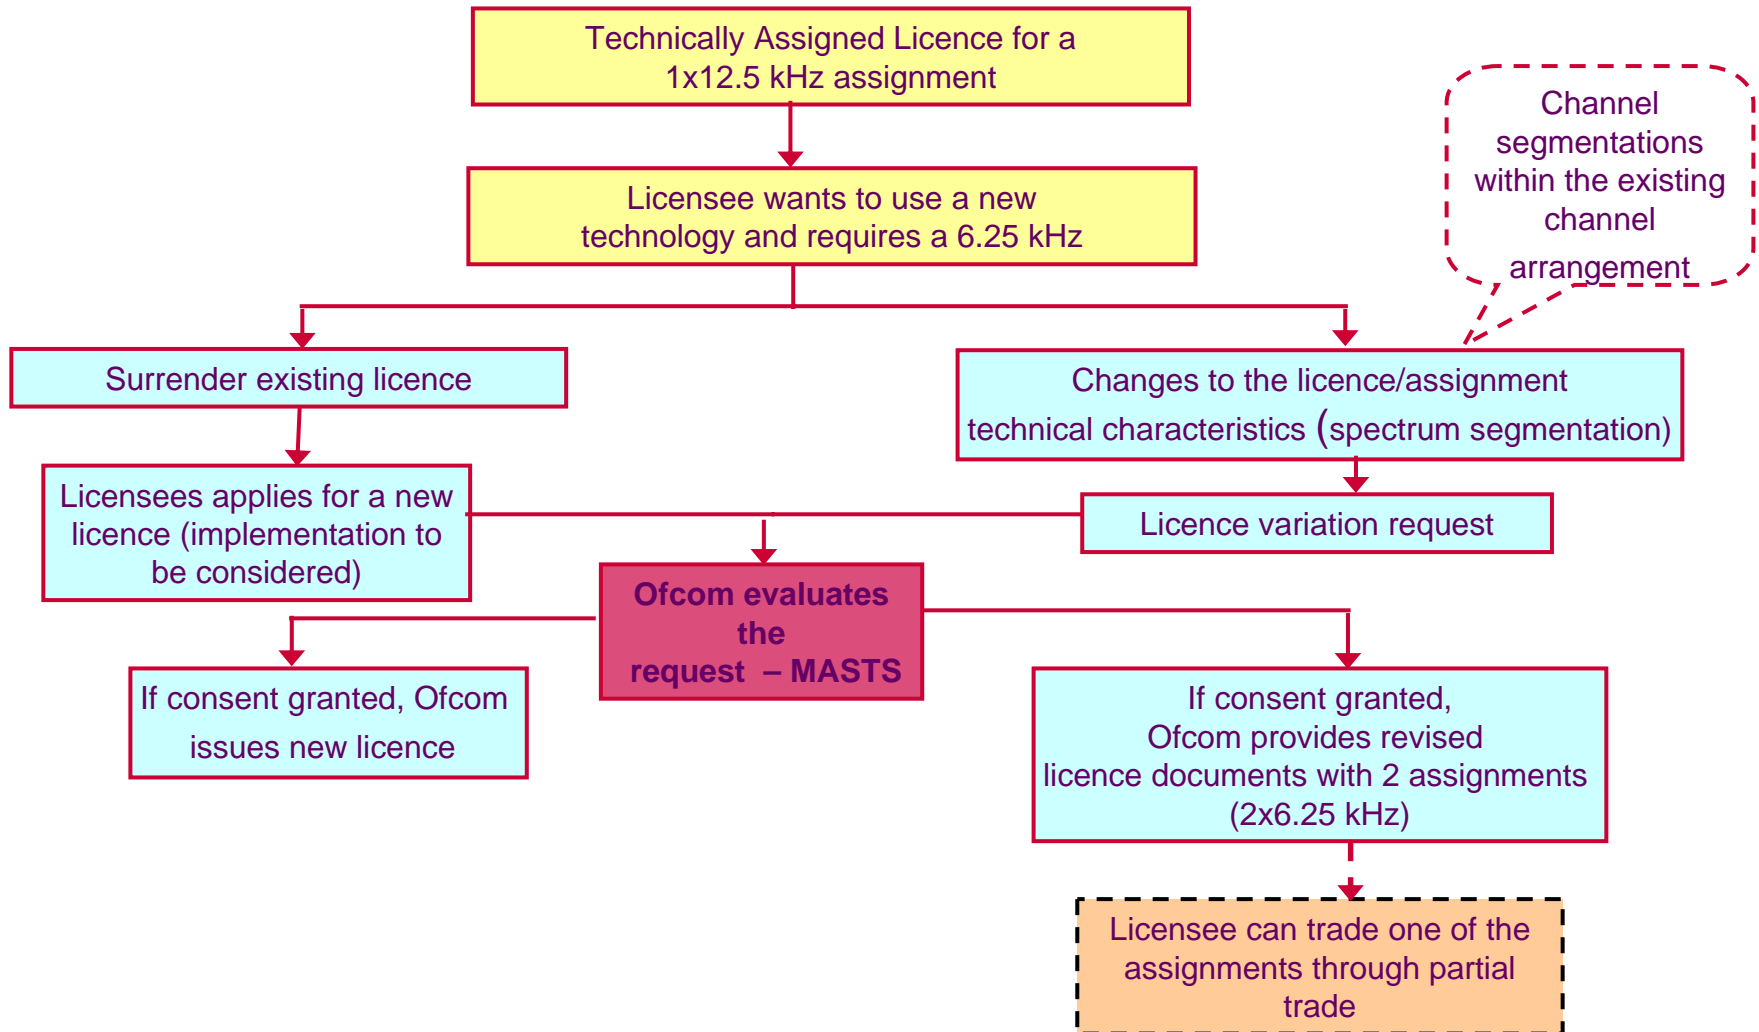 Technically Assigned Licence for a
1x12.5 kHz assignment
Channel
segmentations
within the existing
channel
arrangement
Licensee wants to use a new
technology and requires a 6.25 kHz
Surrender existing licence
Changes to the licence/assignment
technical characteristics (spectrum segmentation)
Licensees applies for a new
licence (implementation to
be considered)
Licence variation request
Ofcom evaluates
the
request – MASTS
If consent granted, Ofcom
issues new licence
If consent granted,
Ofcom provides revised
licence documents with 2 assignments
(2x6.25 kHz)
Licensee can trade one of the
assignments through partial
trade